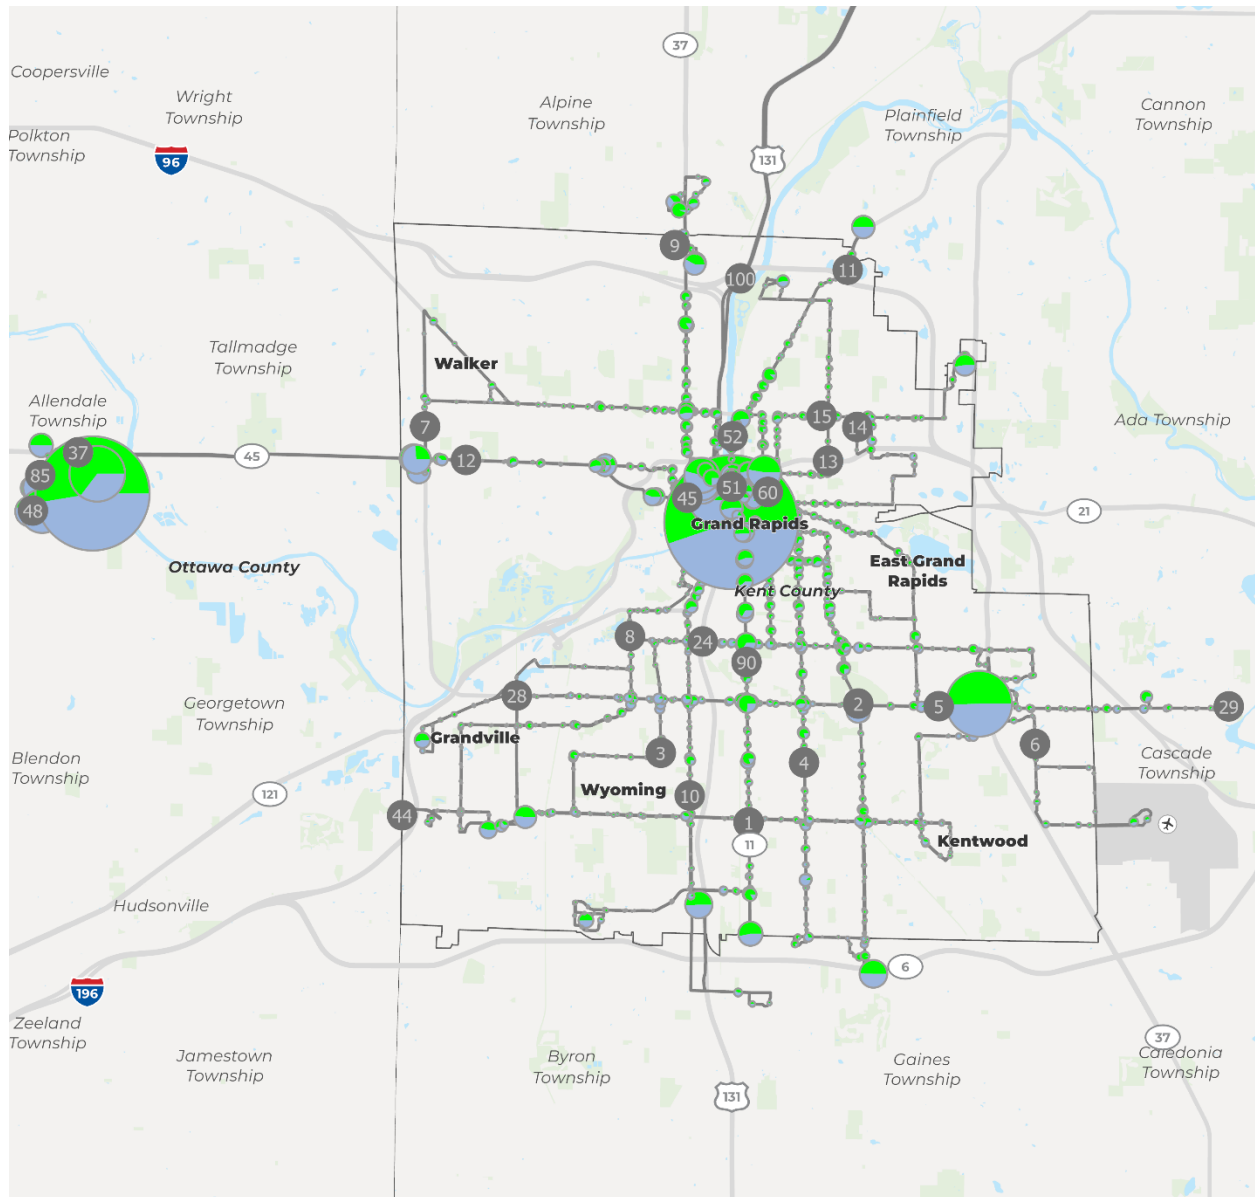 37
Coopersville
Wright
Township
Alpine
Township
Plainfield
Township
Cannon
Township
Polkton
Township
96
131
9
100
11
Tallmadge
Township
Walker
Allendale
Township
7
52
15
14
Ada Township
37
45
12
13
85
48
45
51
60
Grand Rapids
21
Ottawa County
East Grand
Rapids
Kent County
8
24
90
28
2
5
29
Georgetown
Township
Grandville
3
4
6
Blendon
Township
Cascade
Township
121
Wyoming
10
44
1
11
Kentwood
Hudsonville
6
196
Zeeland
Township
Jamestown
Township
Byron
Township
Gaines
Township
37
Caledonia
Township
131